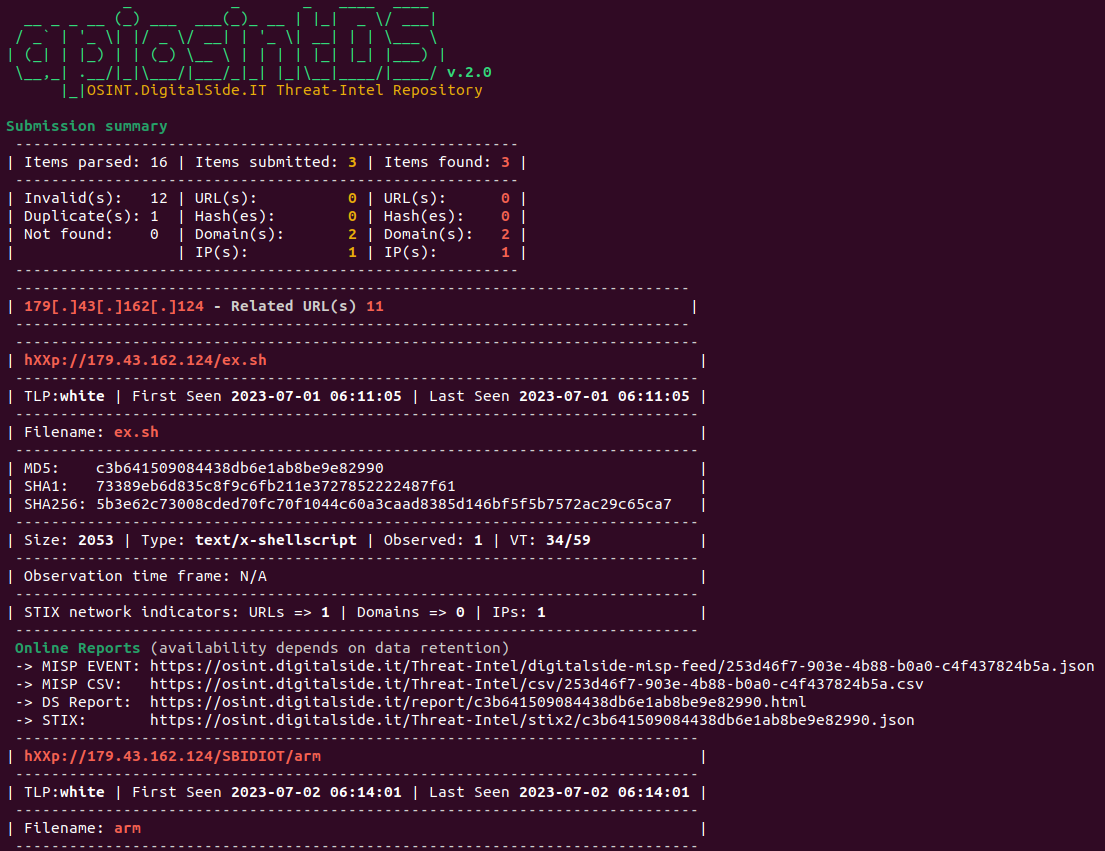 apiosintDS v.2.0
OSINT.DigitalSide.IT Threat-Intel Repository
Submission summary
| Items parsed: 16 | Items submitted: 3 | Items found: 3 |
| Invalid(s): 12 | URL(s): 0 | URL(s): 0 |
| Duplicate(s): 1 | Hash(es): 0 | Hash(es): 0 |
| Not found: 0 | Domain(s): 2 | Domain(s): 2 |
| | IP(s): 1 | IP(s): 1 |
| 179[.]43[.]162[.]124 - Related URL(s) 11 |
| hXXp://179.43.162.124/ex.sh |
| TLP:white | First Seen 2023-07-01 06:11:05 | Last Seen 2023-07-01 06:11:05 |
| Filename: ex.sh |
| MD5: c3b641509084438db6e1ab8be9e82990 |
| SHA1: 73389eb6d835c8f9c6fb211e3727852222487f61 |
| SHA256: 5b3e62c73008cded70fc70f1044c60a3caad8385d146bf5f5b7572ac29c65ca7 |
| Size: 2053 | Type: text/x-shellscript | Observed: 1 | VT: 34/59 |
| Observation time frame: N/A |
| STIX network indicators: URLs => 1 | Domains => 0 | IPs: 1 |
Online Reports (availability depends on data retention)
-> MISP EVENT: https://osint.digitalside.it/Threat-Intel/digitalside-misp-feed/253d46f7-903e-4b88-b0a0-c4f437824b5a.json
-> MISP CSV: https://osint.digitalside.it/Threat-Intel/csv/253d46f7-903e-4b88-b0a0-c4f437824b5a.csv
-> DS Report: https://osint.digitalside.it/report/c3b641509084438db6e1ab8be9e82990.html
-> STIX: https://osint.digitalside.it/Threat-Intel/stix2/c3b641509084438db6e1ab8be9e82990.json
| hXXp://179.43.162.124/SBIDIOT/arm |
| TLP:white | First Seen 2023-07-02 06:14:01 | Last Seen 2023-07-02 06:14:01 |
| Filename: arm |